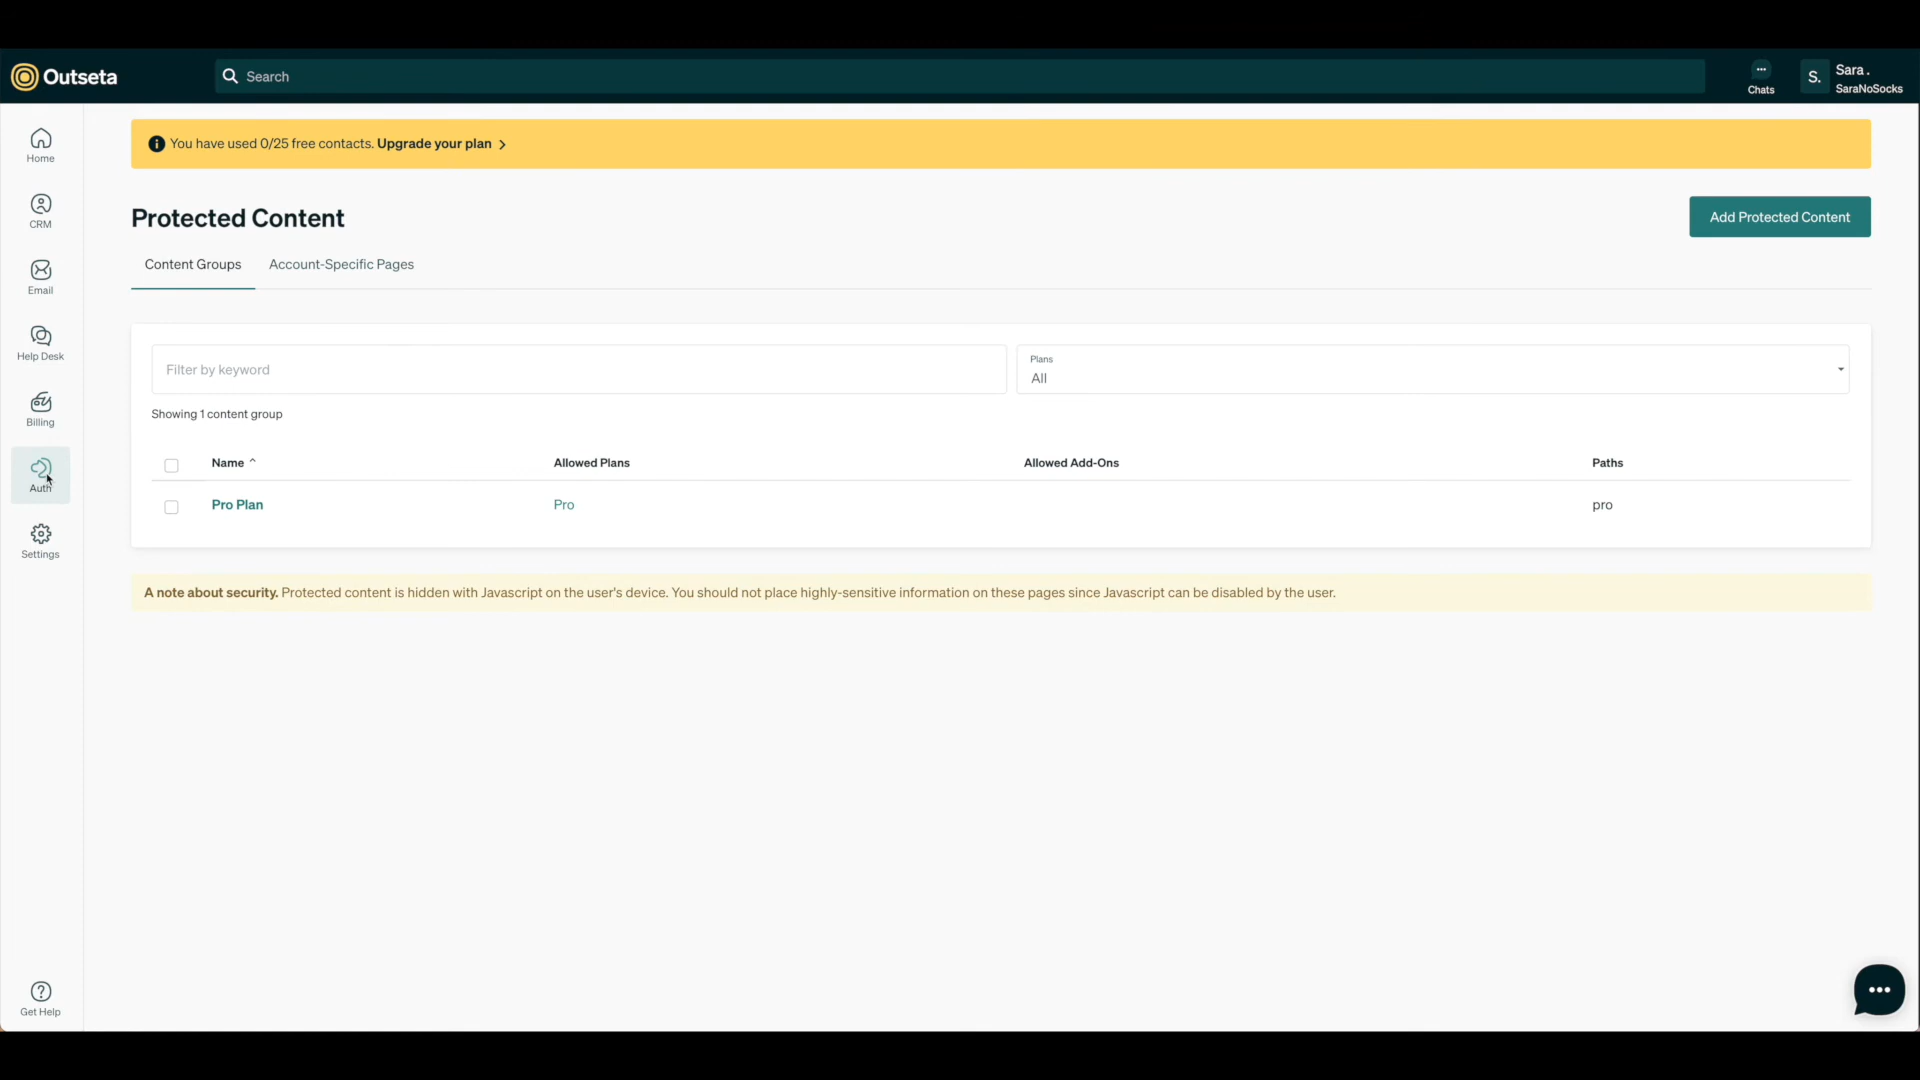 Outseta
Search
Chats
S.
Sara .
SaraNoSocks
Home
CRM
Email
Help Desk
Billing
Auth
Settings
Get Help
You have used 0/25 free contacts. Upgrade your plan >
Protected Content
Add Protected Content
Content Groups
Account-Specific Pages
Filter by keyword
Plans
All
Showing 1 content group
Name
Allowed Plans
Allowed Add-Ons
Paths
Pro Plan
Pro
pro
A note about security. Protected content is hidden with Javascript on the user's device. You should not place highly-sensitive information on these pages since Javascript can be disabled by the user.